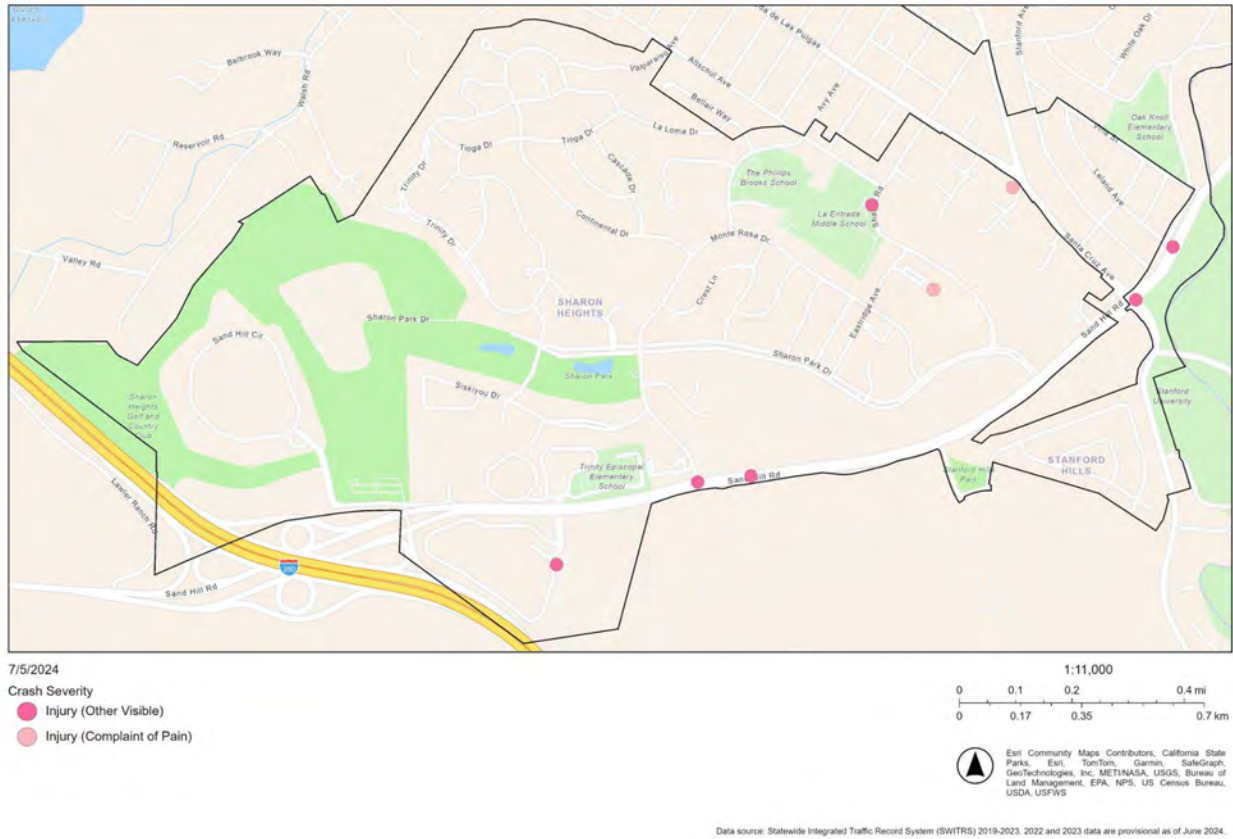 Belbrook Way
Welsh Rd
Reservoir Rd
Valley Rd
Valparaiso Ave
da de Las Pulgas
Altschul Ave
Bellair Way
Avy Ave
La Loma Dr
Stanford Ave
White Oak Dr
Oak Knoll
Elementary
School
Leland Ave
Tioga Dr
Tioga Dr
Trinity Dr
Trinity Dr
Cascade Dr
Continental Dr
The Phillips
Brooks School
La Entrada
Middle School
Rd
Monte Rosa Dr
Crest Ln
Santa Cruz Ave
SHARON
HEIGHTS
Eastridge Ave
Sand Hill Rd
Sharon Park Dr
Sand Hill Cir
Sharon Park Dr
Sharon Park
Siskiyou Dr
Sharon
Heights
Golf and
Country
Club
Stanford
University
STANFORD
HILLS
Stanford Hills
Park
Trinity Episcopal
Elementary
School
Lawler Ranch Rd
280
Sand Hill Rd
7/5/2024
Crash Severity
Injury (Other Visible)
Injury (Complaint of Pain)
1:11,000
0 0.1 0.2 0.4 mi
0 0.17 0.35 0.7 km
Esri Community Maps Contributors, California State
Parks, Esri, TomTom, Garmin, SafeGraph,
GeoTechnologies, Inc, METI/NASA, USGS, Bureau of
Land Management, EPA, NPS, US Census Bureau,
USDA, USFWS
Data source: Statewide Integrated Traffic Record System (SWITRS) 2019-2023. 2022 and 2023 data are provisional as of June 2024.